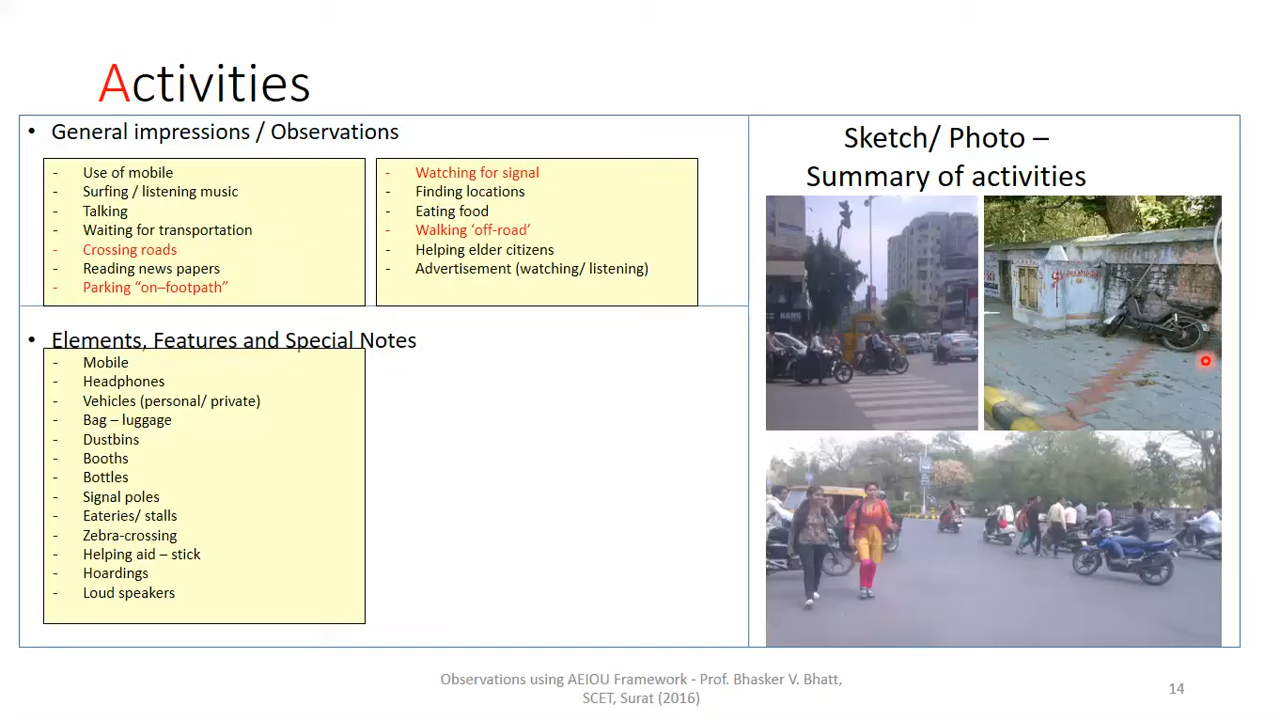 Activities
• General impressions / Observations
- Use of mobile
- Surfing / listening music
- Talking
- Waiting for transportation
- Crossing roads
- Reading news papers
- Parking “on–footpath”
- Watching for signal
- Finding locations
- Eating food
- Walking ‘off-road’
- Helping elder citizens
- Advertisement (watching/ listening)
• Elements, Features and Special Notes
- Mobile
- Headphones
- Vehicles (personal/ private)
- Bag – luggage
- Dustbins
- Booths
- Bottles
- Signal poles
- Eateries/ stalls
- Zebra-crossing
- Helping aid – stick
- Hoardings
- Loud speakers
Sketch/ Photo –
Summary of activities
Observations using AEIOU Framework - Prof. Bhasker V. Bhatt,
SCET, Surat (2016)
14